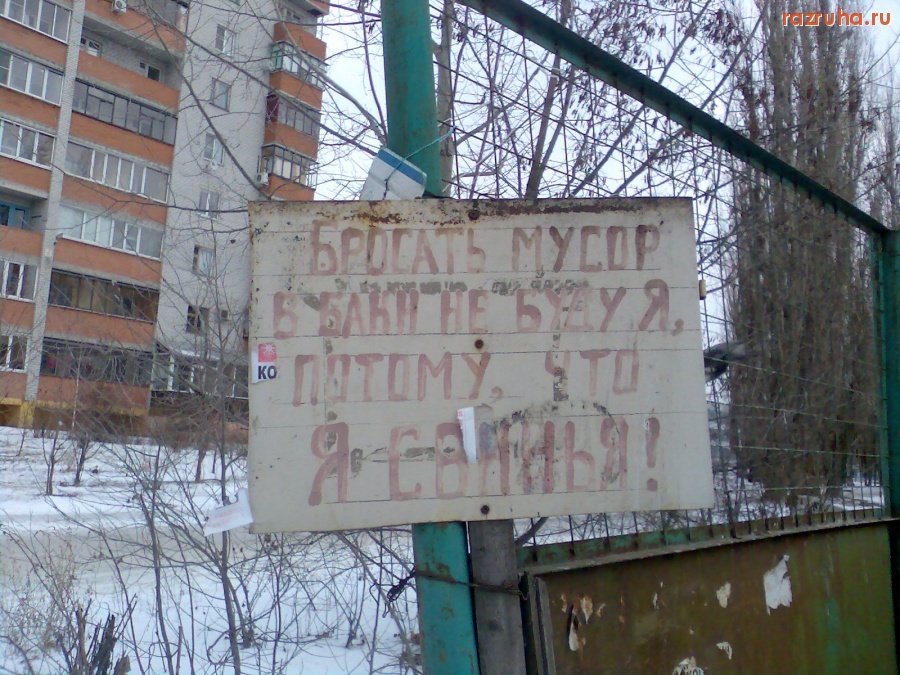 razruha.ru
БРОСАТЬ МУСОР
В БАКИ НЕ БУДУ Я,
ПОТОМУ, ЧТО
Я СВИНЬЯ!
КО